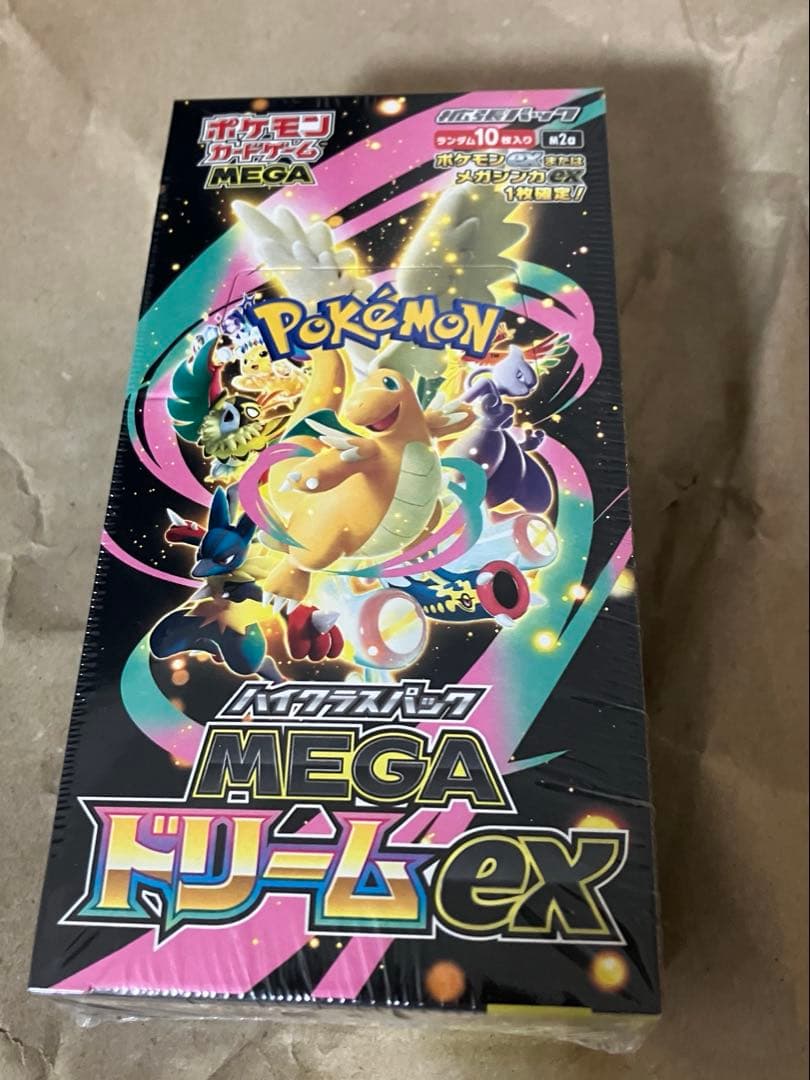 ポケモン
カードゲーム
MEGA
拡張パック
ランダム10枚入り
M2a
ポケモンexまたは
メガシンカex
1枚確定!
Pokémon
TM
ハイクラスパック
MEGA
ドリームex